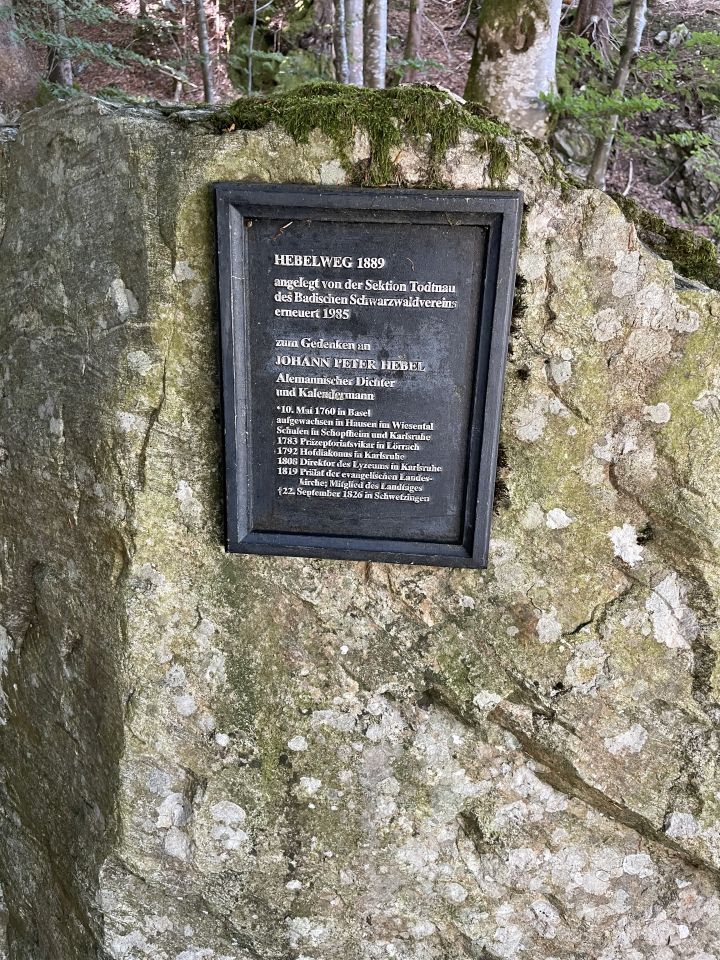 HEBELWEG 1889
angelegt von der Sektion Todtnau
des Badischen Schwarzwaldvereins
erneuert 1985
zum Gedenken an
JOHANN PETER HEBEL
Alemannischer Dichter
und Kalendermann
*10. Mai 1760 in Basel
aufgewachsen in Hausen im Wiesental
Schulen in Schopfheim und Karlsruhe
1783 Präzeptoriatsvikar in Lörrach
1792 Hofdiakonus in Karlsruhe
1808 Direktor des Lyzeums in Karlsruhe
1819 Prälat der evangelischen Landes-
kirche; Mitglied des Landtages
†22. September 1826 in Schwetzingen